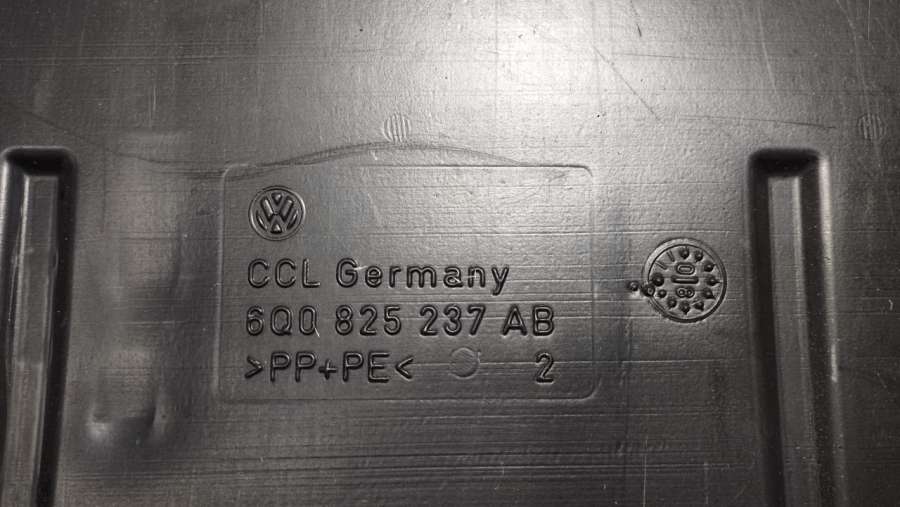 CCL Germany
6Q0 825 237 AB
>PP+PE< 2